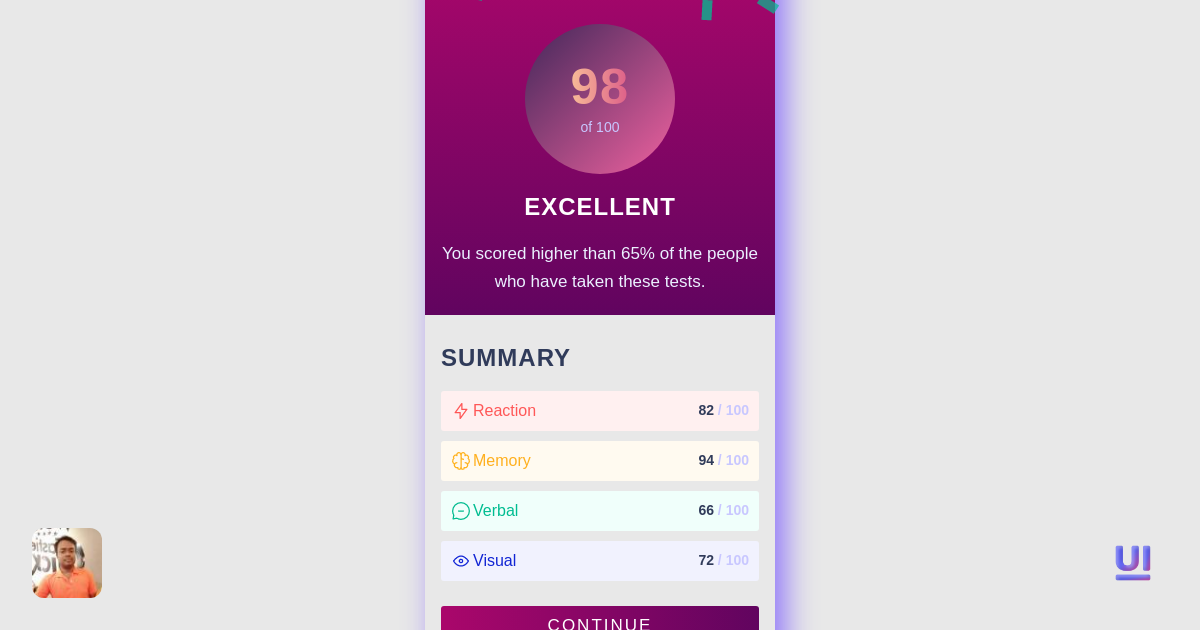 98
of 100
EXCELLENT
You scored higher than 65% of the people
who have taken these tests.
SUMMARY
Reaction 82 / 100
Memory 94 / 100
Verbal 66 / 100
Visual 72 / 100
CONTINUE
UI